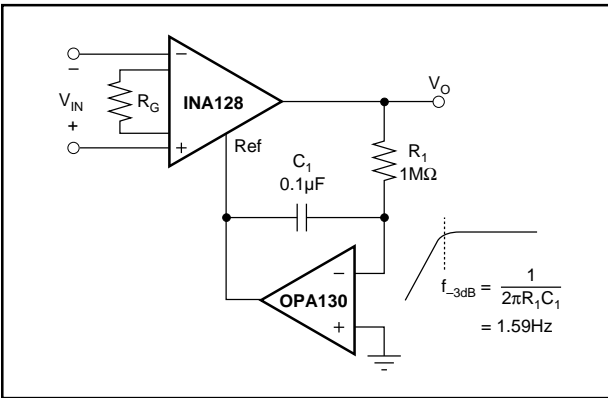 −
V_IN
+
R_G
−
INA128
+
Ref
V_O
C_1
0.1µF
R_1
1MΩ
−
OPA130
+
f_−3dB = 1 / 2πR_1C_1
= 1.59Hz